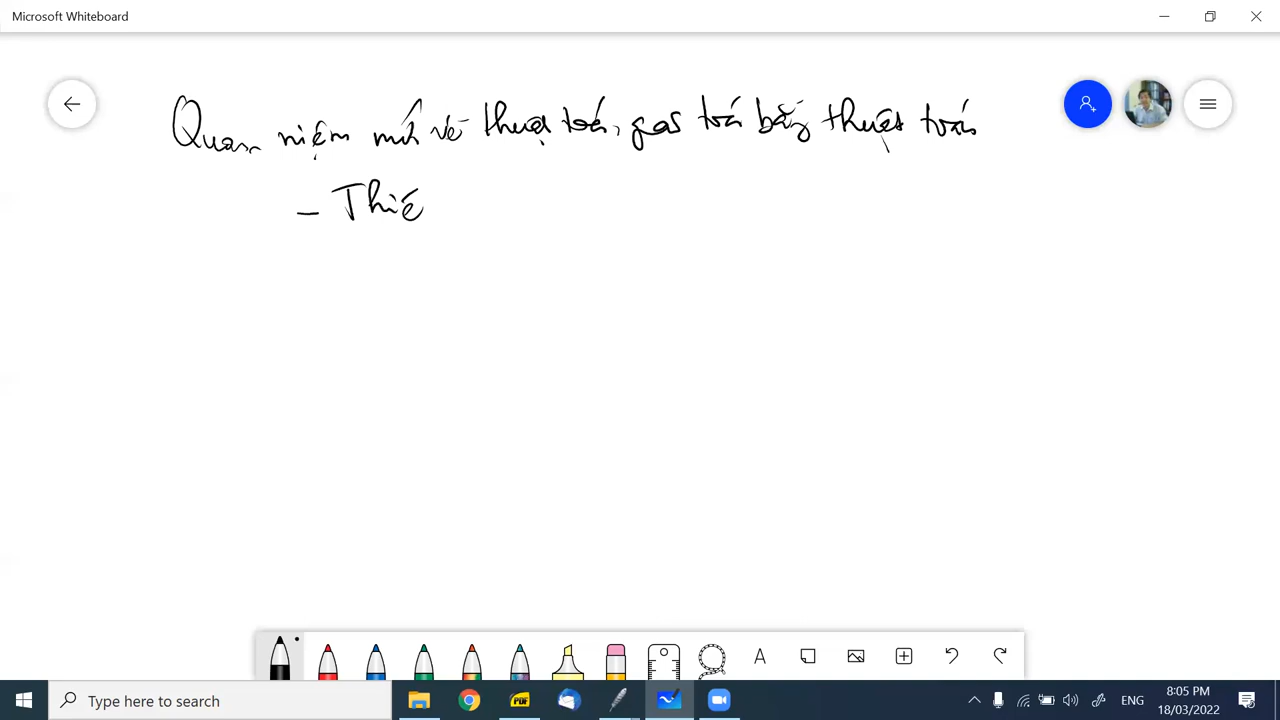 Microsoft Whiteboard
Quan niệm mới về thuật toán, giải toán bằng thuật toán
- Thiế
A
Type here to search
PDF
ENG
8:05 PM
18/03/2022